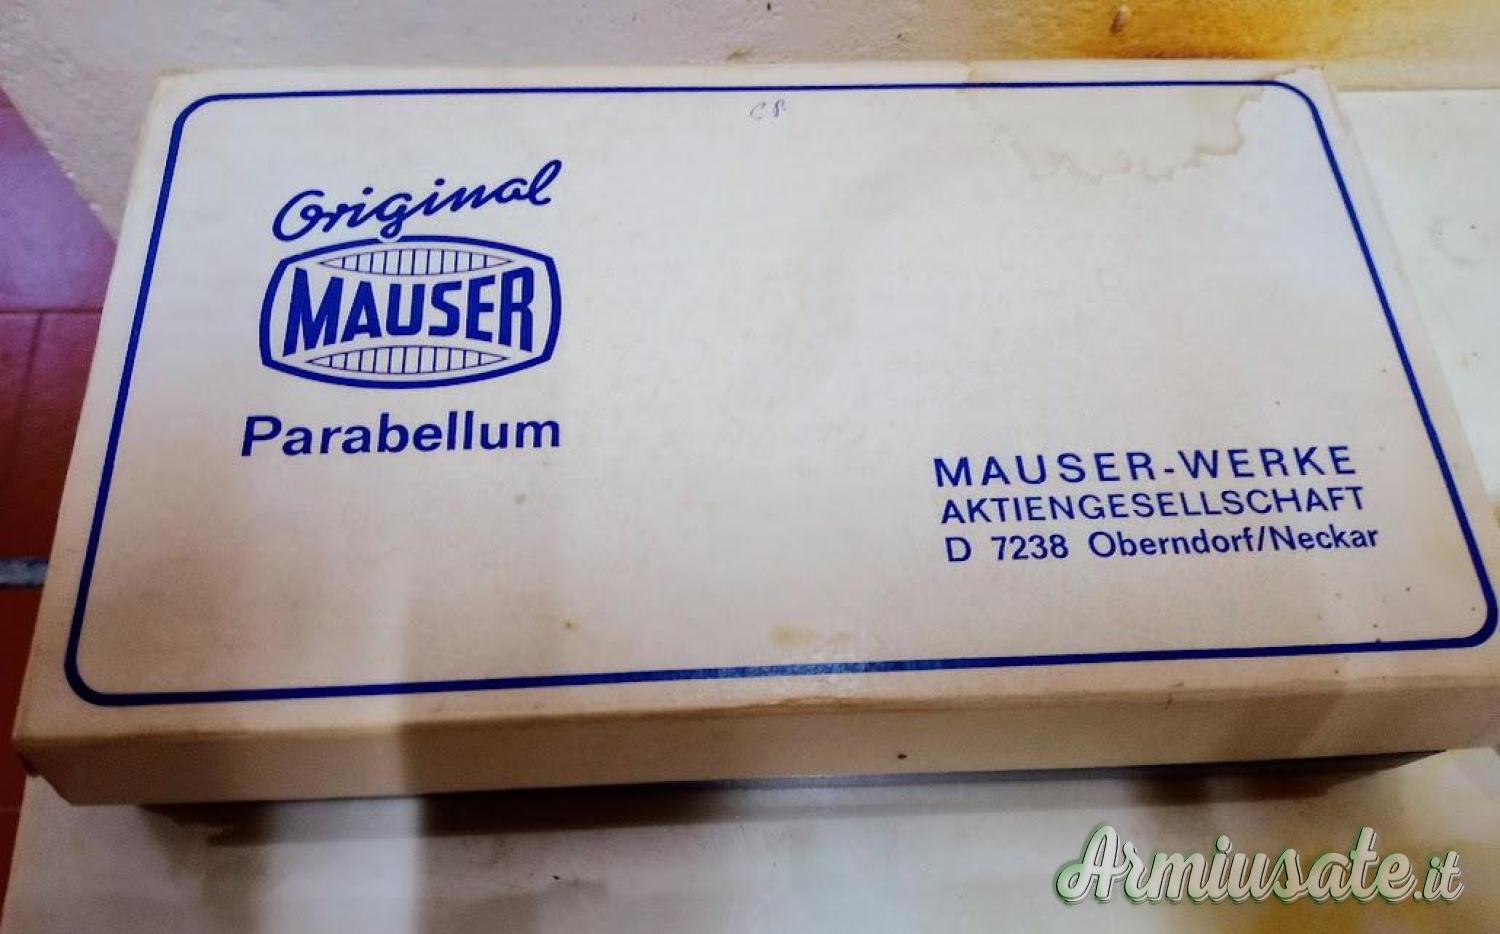 C P
Original
MAUSER
Parabellum
MAUSER-WERKE
AKTIENGESELLSCHAFT
D 7238 Oberndorf/Neckar
Armiusate.it